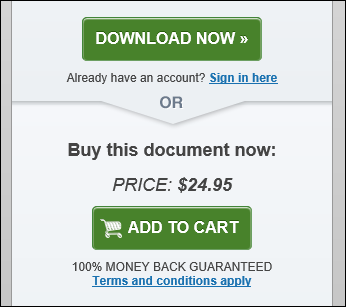 DOWNLOAD NOW »
Already have an account? Sign in here
OR
Buy this document now:
PRICE: $24.95
ADD TO CART
100% MONEY BACK GUARANTEED
Terms and conditions apply